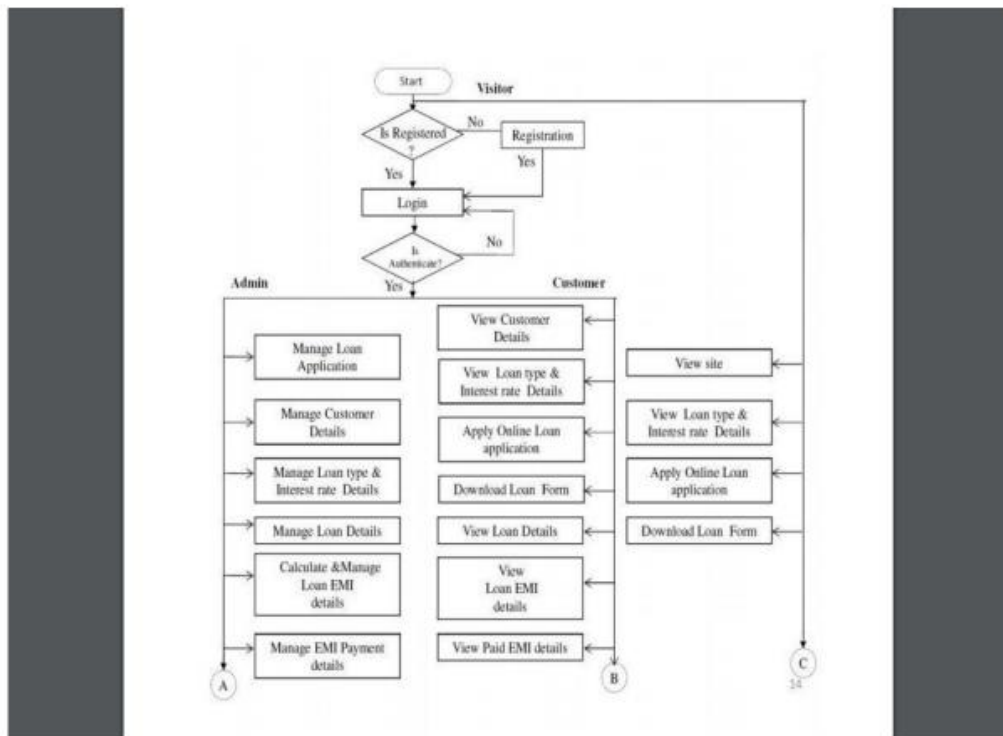 Start
Visitor
Is Registered
?
No
Registration
Yes
Yes
Login
Is
Authenticate?
No
Yes
Admin
Customer
Manage Loan
Application
Manage Customer
Details
Manage Loan type &
Interest rate Details
Manage Loan Details
Calculate &Manage
Loan EMI
details
Manage EMI Payment
details
A
View Customer
Details
View Loan type &
Interest rate Details
Apply Online Loan
application
Download Loan Form
View Loan Details
View
Loan EMI
details
View Paid EMI details
B
View site
View Loan type &
Interest rate Details
Apply Online Loan
application
Download Loan Form
C
14